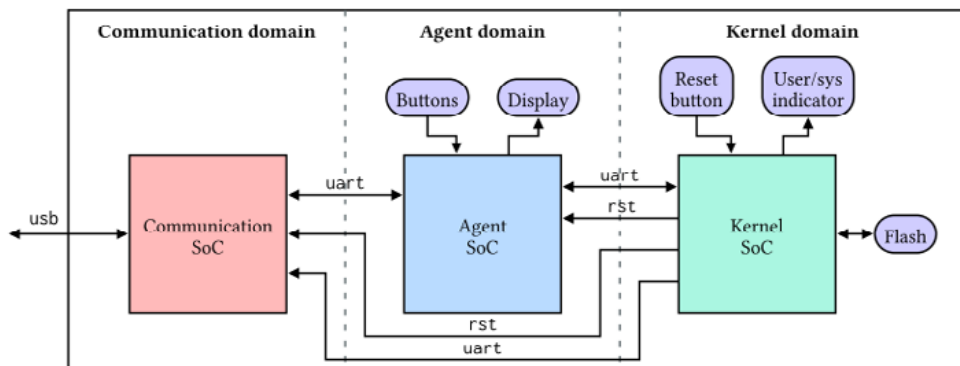 Communication domain
Agent domain
Kernel domain
Buttons
Display
Reset
button
User/sys
indicator
uart
uart
rst
usb
Communication
SoC
Agent
SoC
Kernel
SoC
Flash
rst
uart